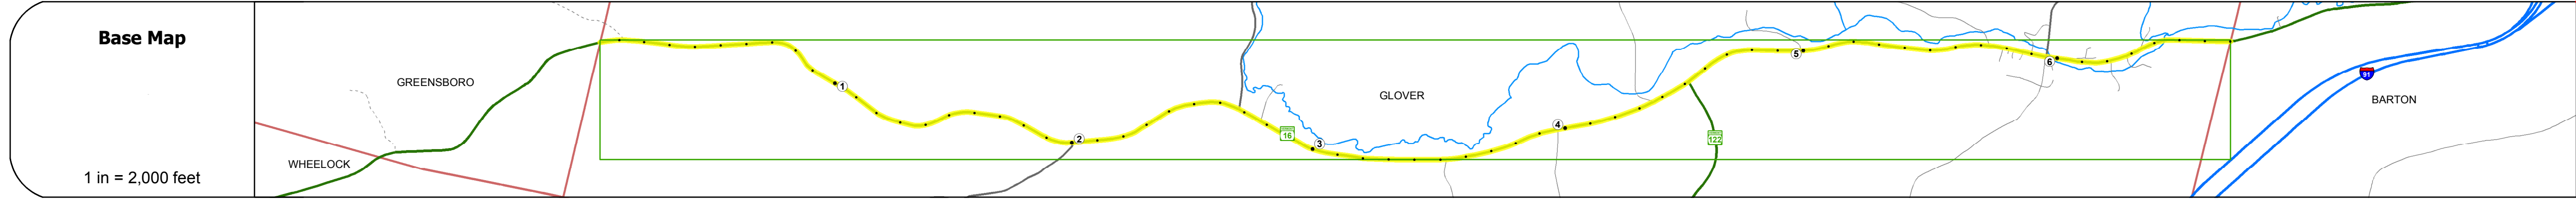 Base Map
1 in = 2,000 feet
GREENSBORO
WHEELOCK
1
2
16
3
GLOVER
4
122
5
6
91
BARTON